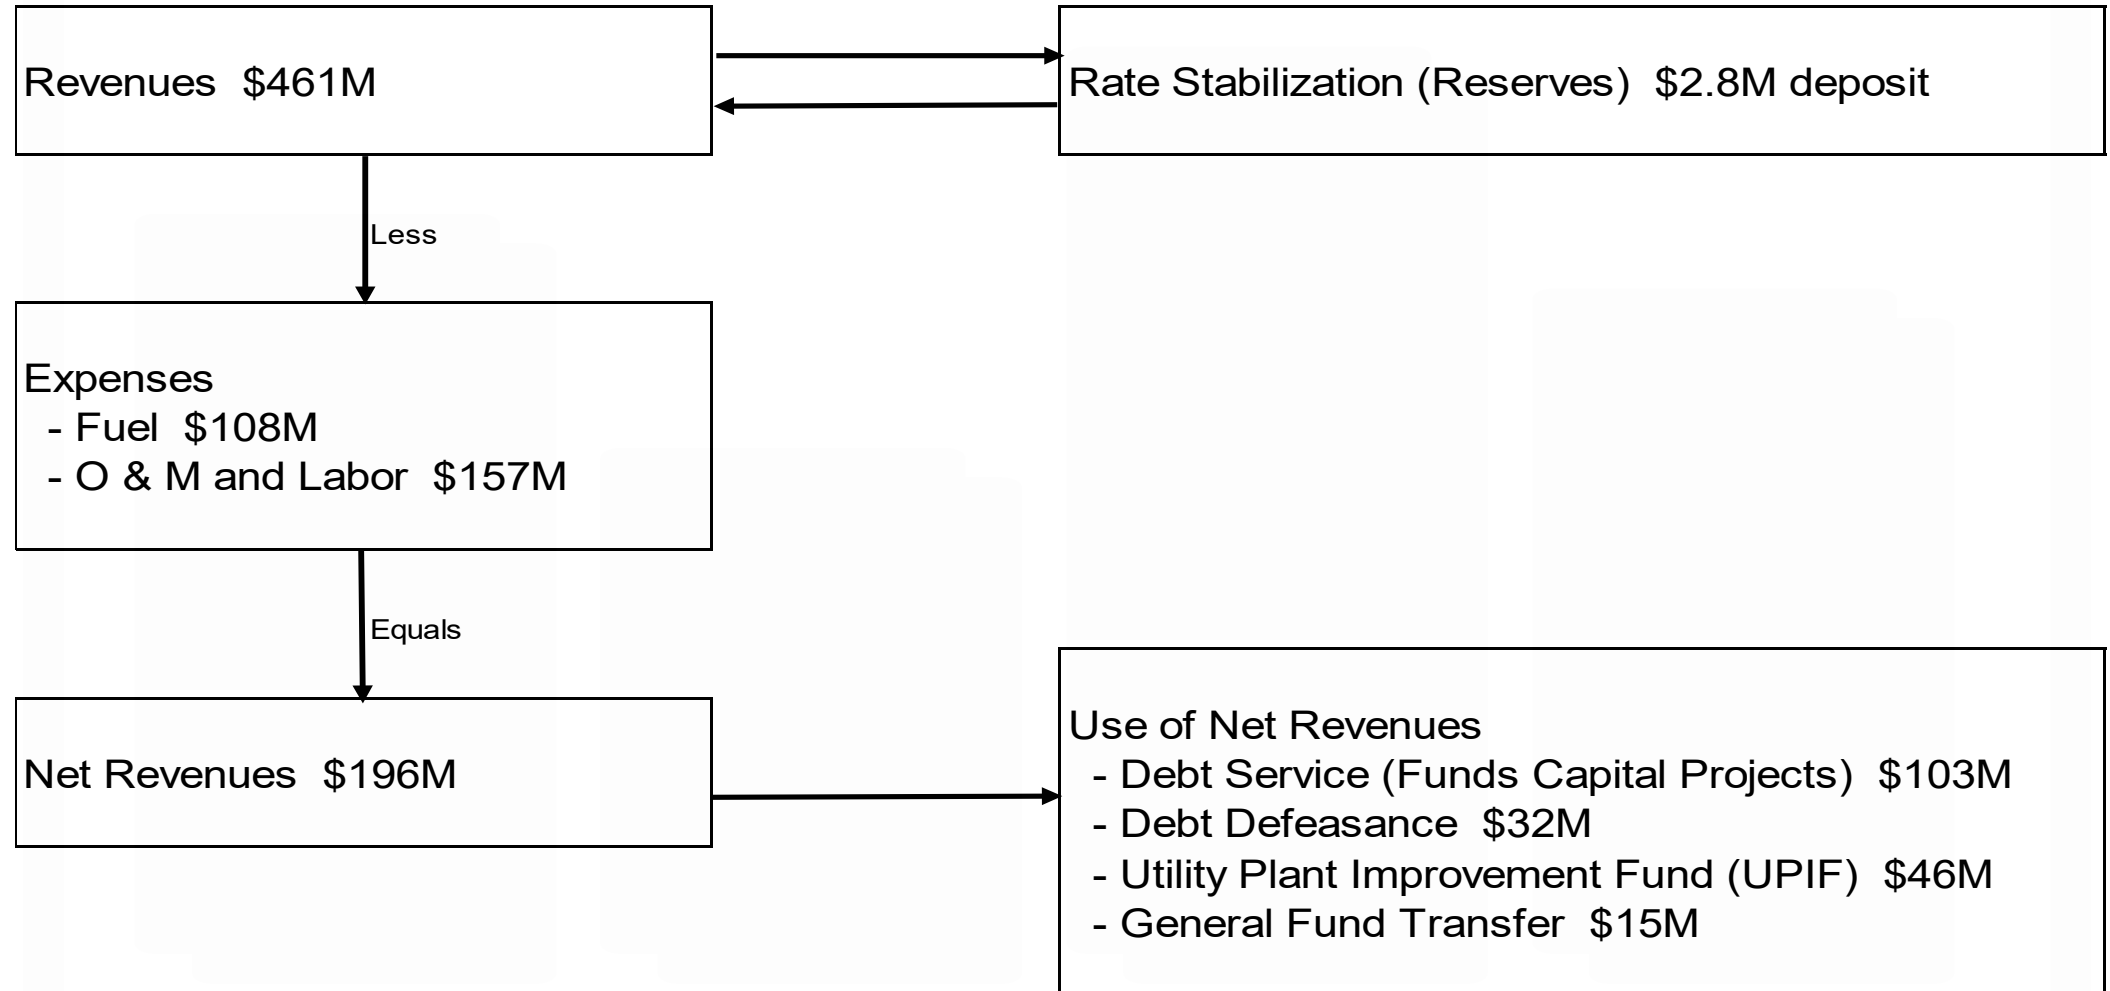 Revenues  $461M
Rate Stabilization (Reserves)  $2.8M deposit
Less
Expenses
- Fuel  $108M
- O & M and Labor  $157M
Equals
Net Revenues  $196M
Use of Net Revenues
- Debt Service (Funds Capital Projects)  $103M
- Debt Defeasance  $32M
- Utility Plant Improvement Fund (UPIF)  $46M
- General Fund Transfer  $15M